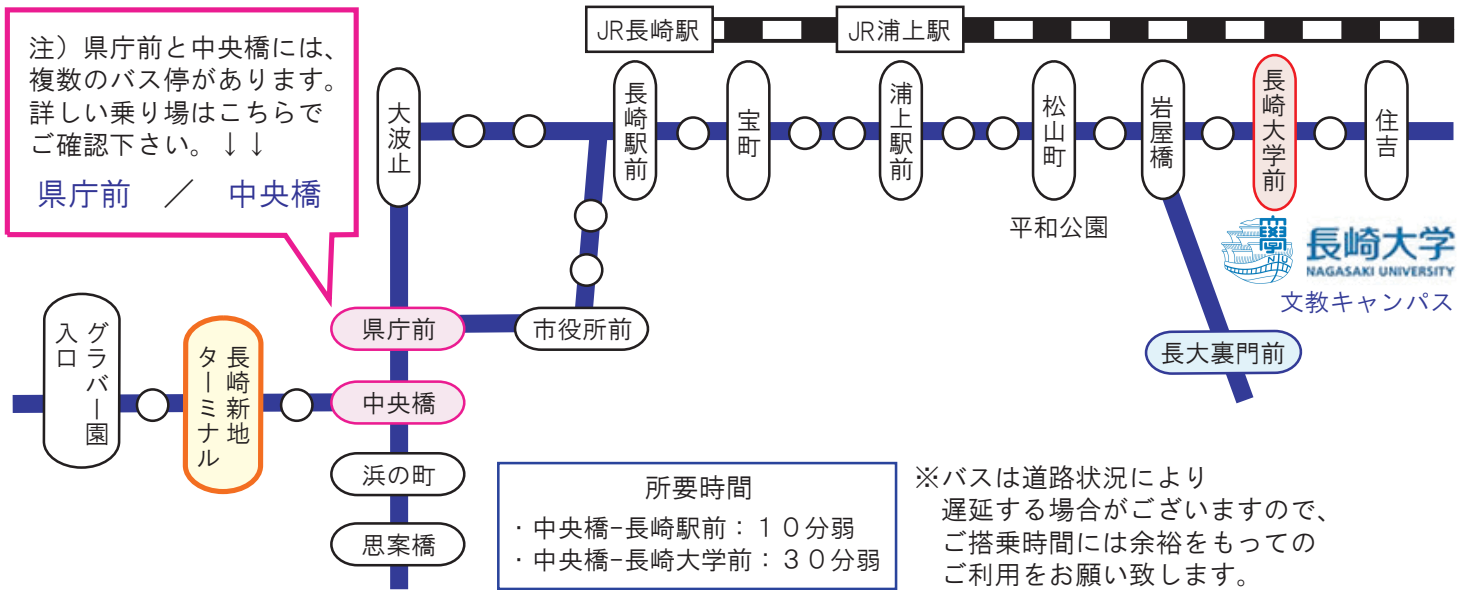 注）県庁前と中央橋には、
複数のバス停があります。
詳しい乗り場はこちらで
ご確認下さい。↓↓
県庁前 ／ 中央橋
JR長崎駅
JR浦上駅
大波止
長崎駅前
宝町
浦上駅前
松山町
岩屋橋
長崎大学前
住吉
平和公園
學
NJU
長崎大学
NAGASAKI UNIVERSITY
文教キャンパス
グラバー園
入口
長崎新地
ターミナル
県庁前
市役所前
長大裏門前
中央橋
浜の町
思案橋
所要時間
・中央橋-長崎駅前：１０分弱
・中央橋-長崎大学前：３０分弱
※バスは道路状況により
遅延する場合がございますので、
ご搭乗時間には余裕をもっての
ご利用をお願い致します。